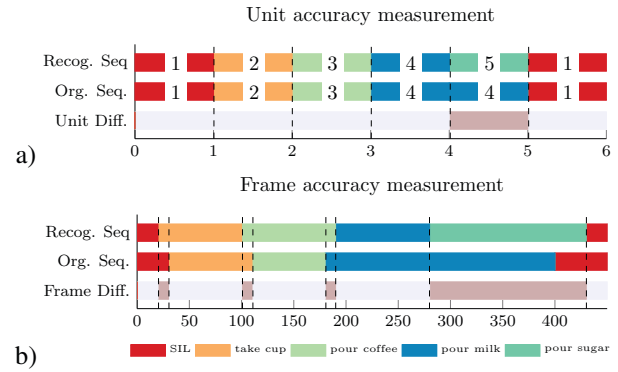 Unit accuracy measurement
Recog. Seq 1 2 3 4 5 1
Org. Seq. 1 2 3 4 4 1
Unit Diff.
0 1 2 3 4 5 6
a)
Frame accuracy measurement
Recog. Seq
Org. Seq.
Frame Diff.
0 50 100 150 200 250 300 350 400
b)
SIL take cup pour coffee pour milk pour sugar